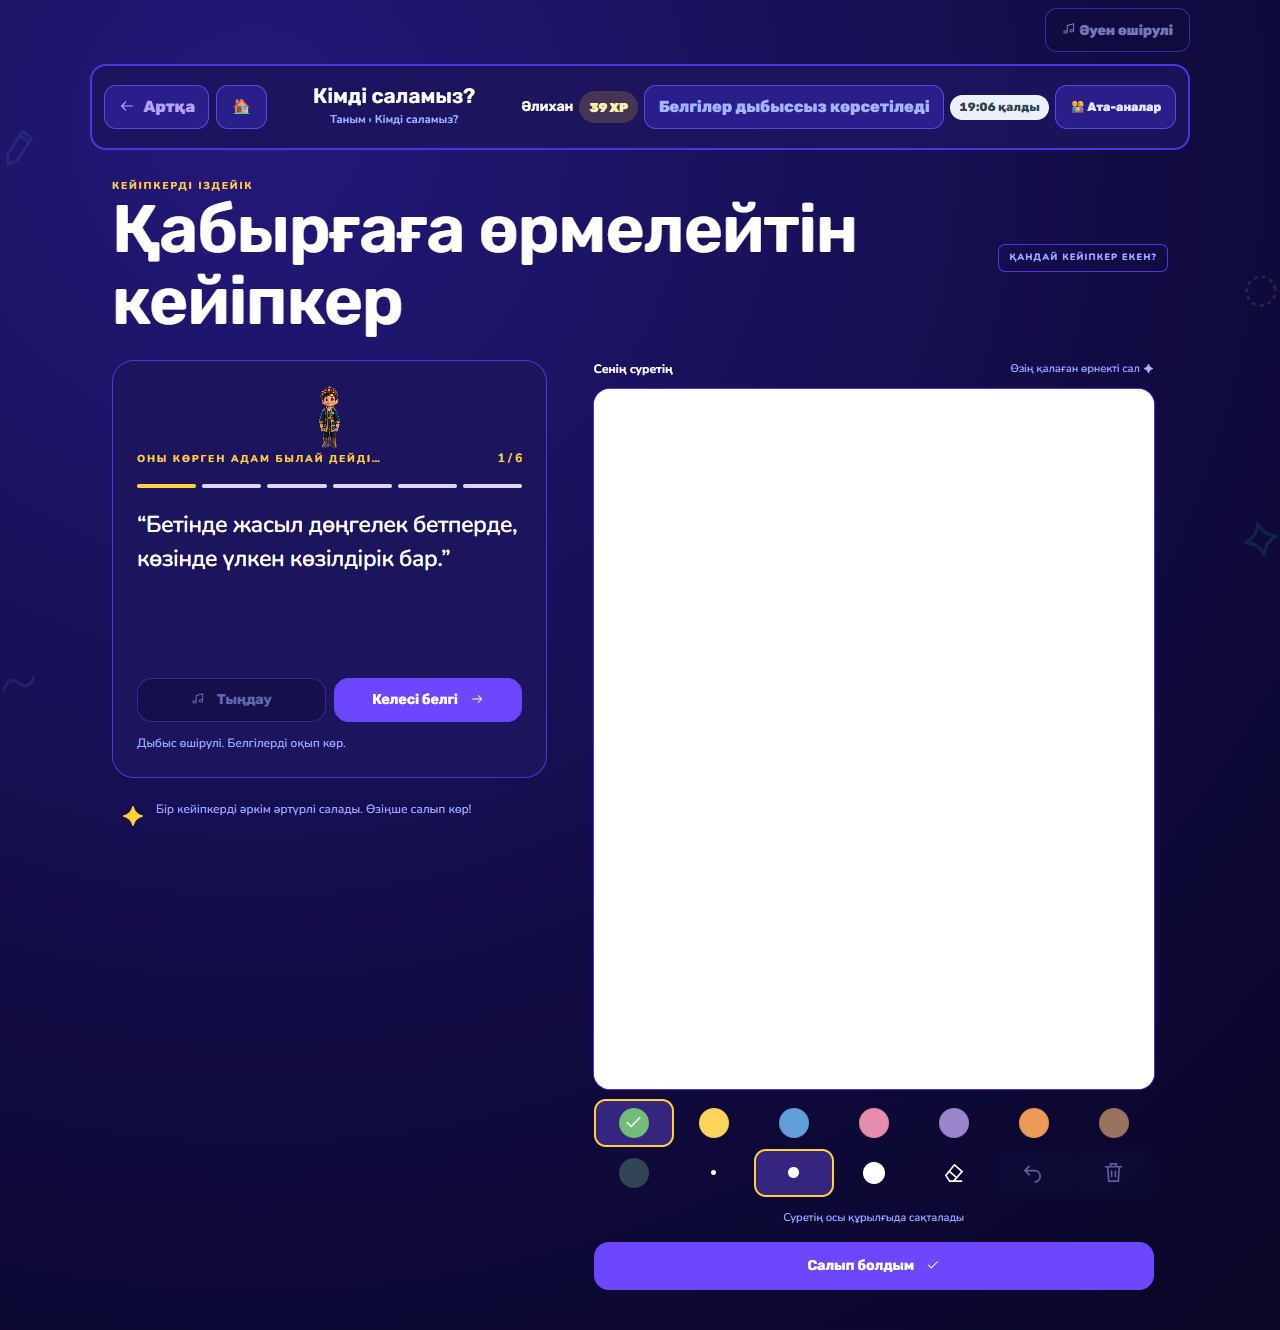 Әуен өшірулі
Артқа
Кімді саламыз?
Таным › Кімді саламыз?
Әлихан
39 XP
Белгілер дыбыссыз көрсетіледі
19:06 қалды
Ата-аналар
КЕЙІПКЕРДІ ІЗДЕЙІК
Қабырғаға өрмелейтін
кейіпкер
ҚАНДАЙ КЕЙІПКЕР ЕКЕН?
ОНЫ КӨРГЕН АДАМ БЫЛАЙ ДЕЙДІ...
1 / 6
“Бетінде жасыл дөңгелек бетперде,
көзінде үлкен көзілдірік бар.”
Тыңдау
Келесі белгі
Дыбыс өшірулі. Белгілерді оқып көр.
Бір кейіпкерді әркім әртүрлі салады. Өзіңше салып көр!
Сенің суретің
Өзің қалаған өрнекті сал
Суретің осы құрылғыда сақталады
Салып болдым